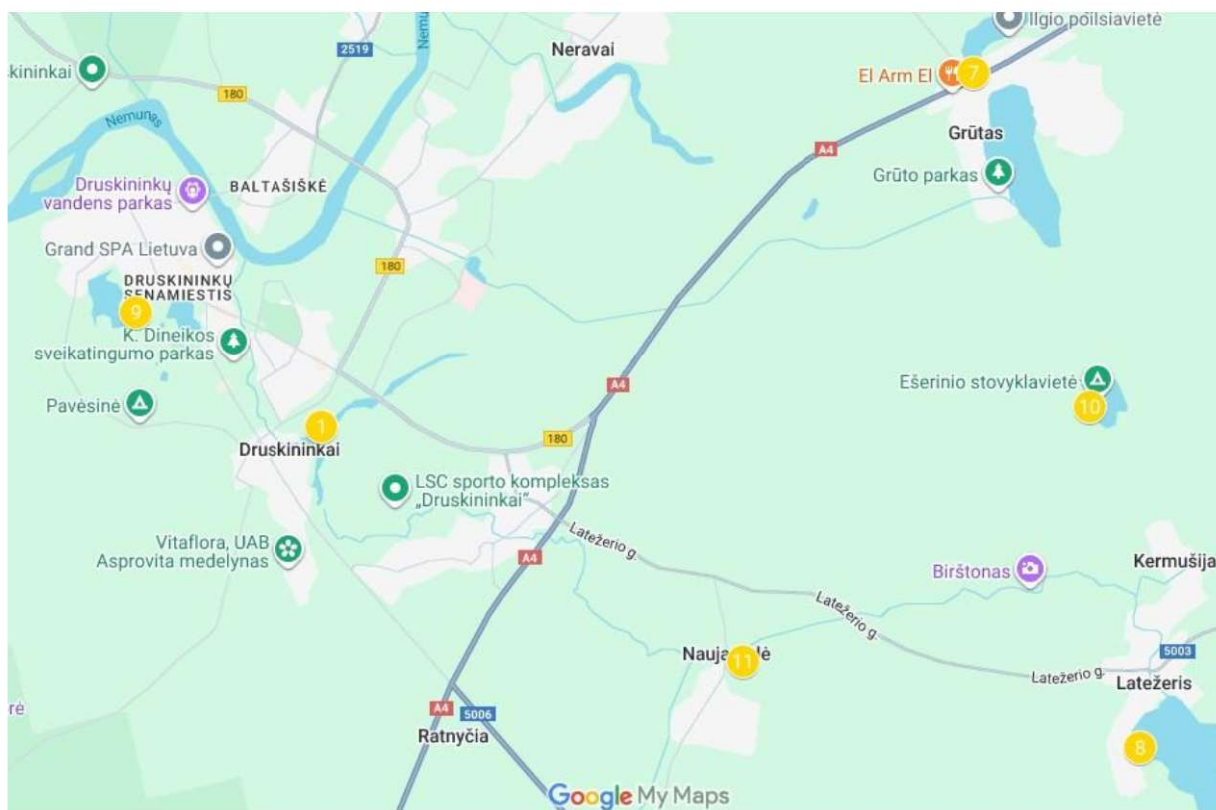 Ilgio poilsiavietė
2519
Neravai
Nemu
skininkai
El Arm El
7
180
Nemunas
Grūtas
A4
Druskininkų
vandens parkas
BALTAŠIŠKĖ
Grūto parkas
Grand SPA Lietuva
180
DRUSKININKŲ
SENAMIESTIS
9
K. Dineikos
sveikatingumo parkas
A4
Ešerinio stovyklavietė
10
Pavėsinė
1
180
Druskininkai
LSC sporto kompleksas
„Druskininkai“
Latežerio g.
Vitaflora, UAB
Asprovita medelynas
A4
Kermušija
Birštonas
Latežerio g.
5003
11
Latežerio g.
Latežeris
rė
A4
5006
Ratnyčia
8
Google My Maps